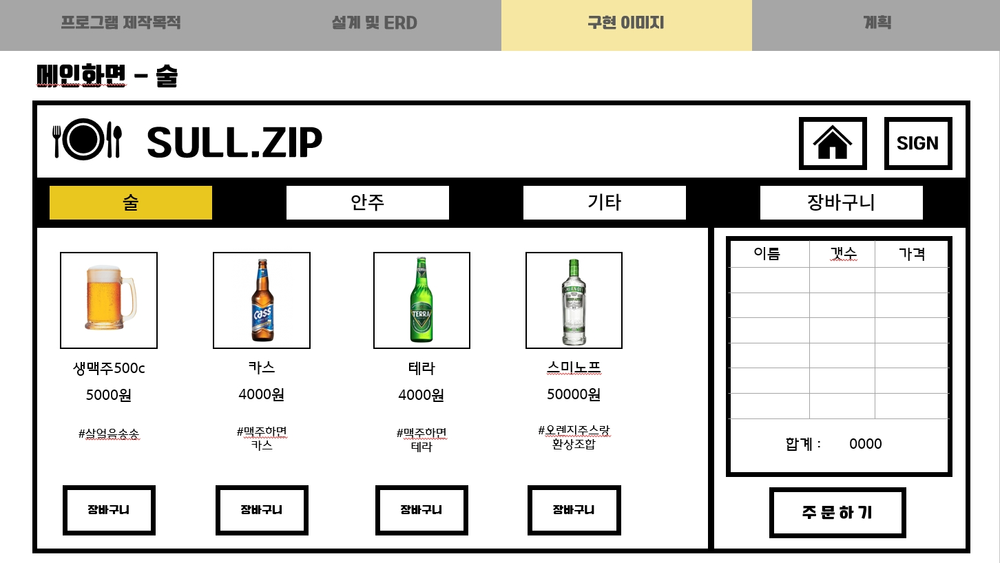 프로그램 제작목적
설계 및 ERD
구현 이미지
계획
메인화면 – 술
SULL.ZIP
SIGN
술
안주
기타
장바구니
이름
갯수
가격
cass
TERRA
TERRA
SMIRNOFF
생맥주500c
카스
테라
스미노프
5000원
4000원
4000원
50000원
#살얼음송송
#맥주하면
카스
#맥주하면
테라
#오렌지주스랑
환상조합
합계 :
0000
장바구니
장바구니
장바구니
장바구니
주 문 하 기